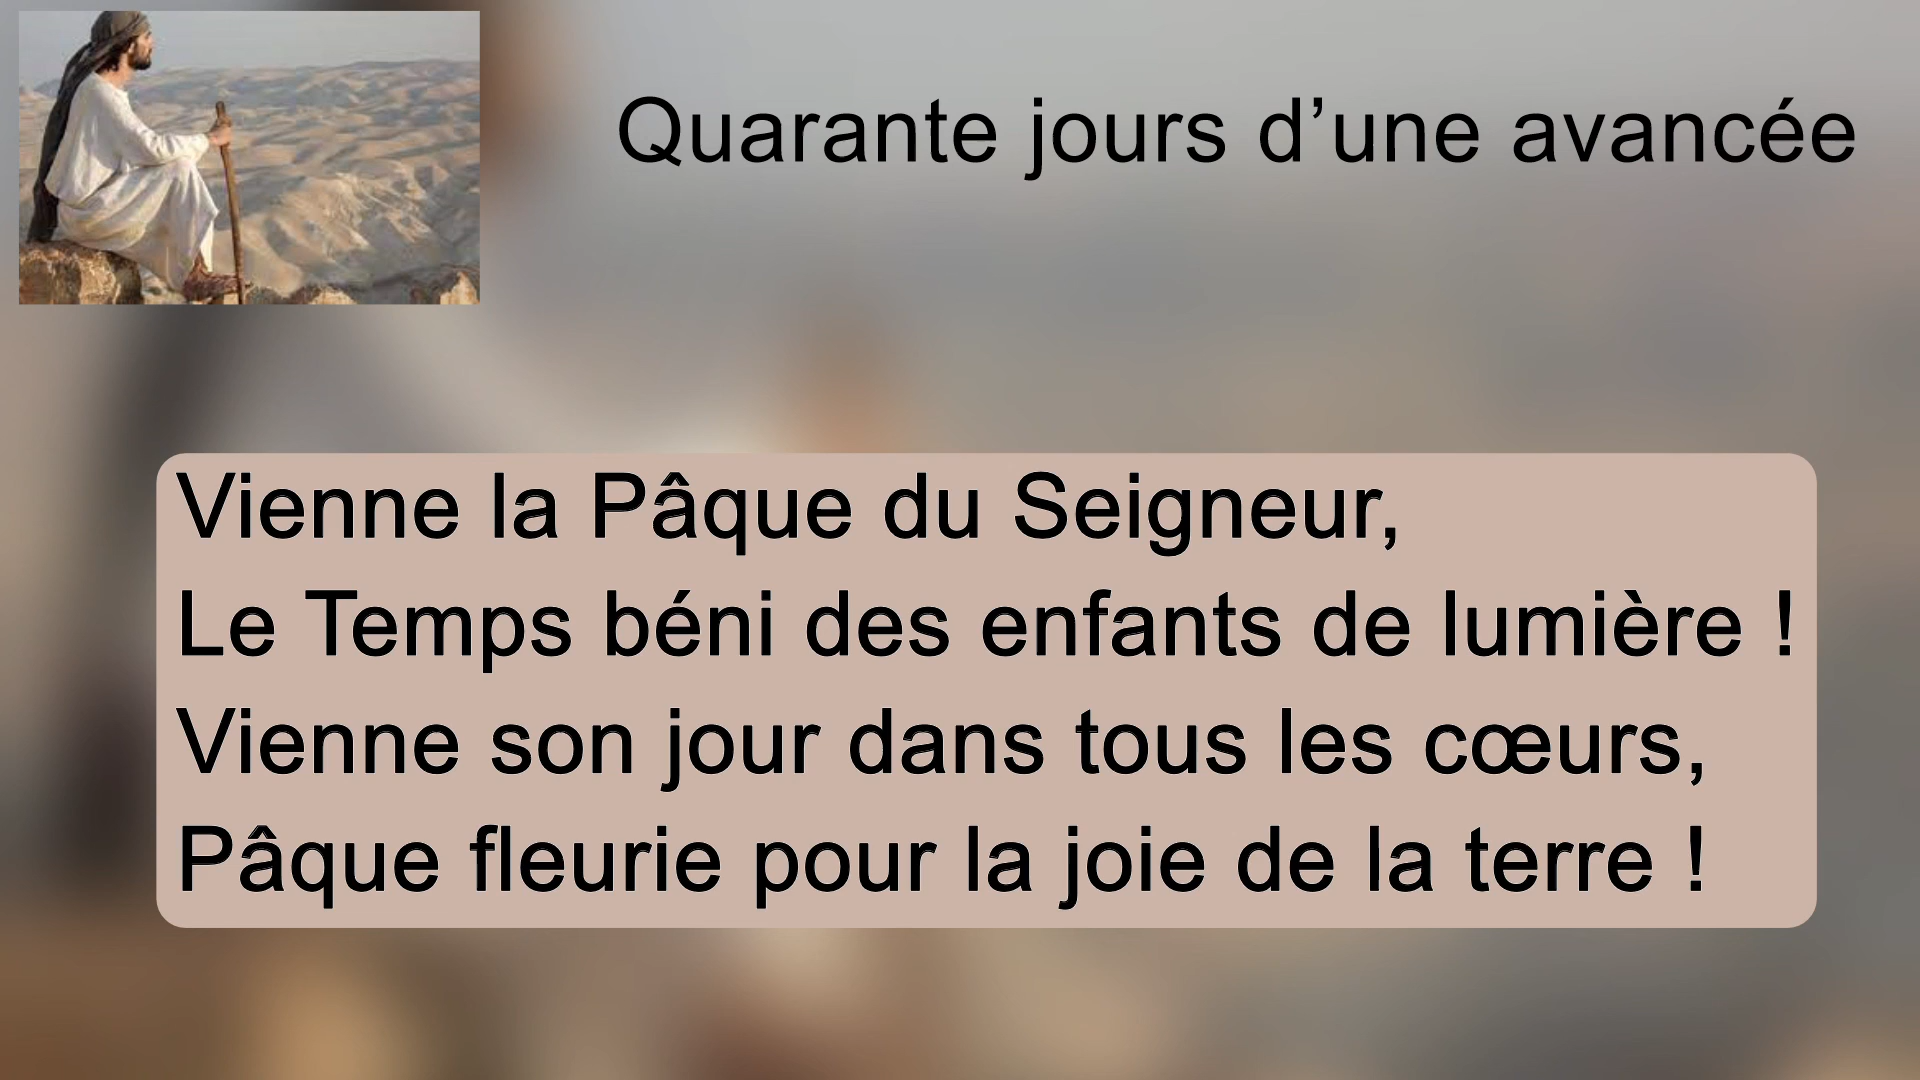 Quarante jours d’une avancée
Vienne la Pâque du Seigneur,
Le Temps béni des enfants de lumière !
Vienne son jour dans tous les cœurs,
Pâque fleurie pour la joie de la terre !